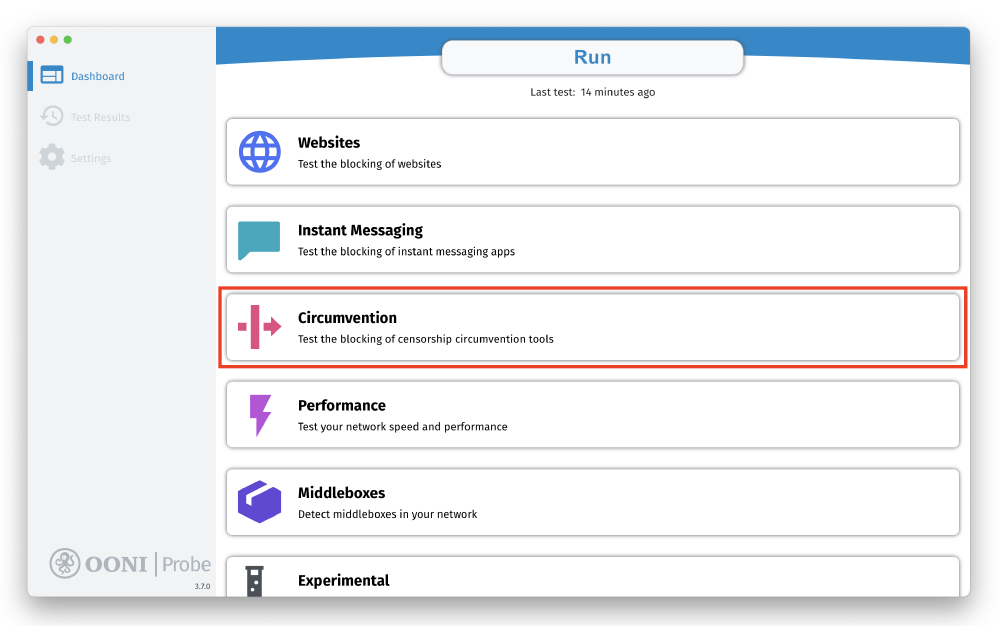 Run
Dashboard
Last test: 14 minutes ago
Test Results
Websites
Test the blocking of websites
Settings
Instant Messaging
Test the blocking of instant messaging apps
Circumvention
Test the blocking of censorship circumvention tools
Performance
Test your network speed and performance
Middleboxes
Detect middleboxes in your network
OONI Probe
3.7.0
Experimental